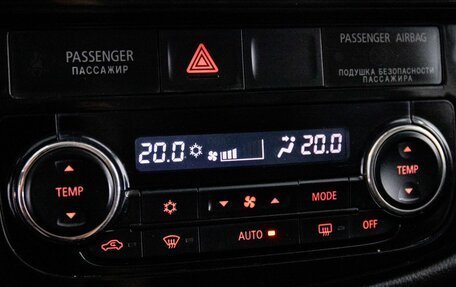 PASSENGER
ПАССАЖИР
PASSENGER AIRBAG
ПОДУШКА БЕЗОПАСНОСТИ
ПАССАЖИРА
20.0
20.0
TEMP
MODE
TEMP
AUTO
OFF